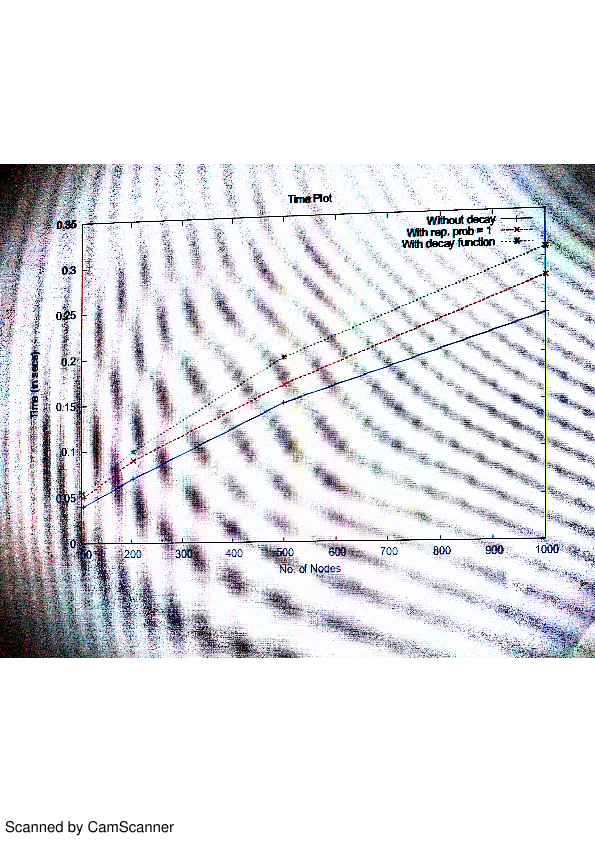 Time Plot
0.35
Without decay
With rep. prob = 1
With decay function
0.3
0.25
0.2
0.15
0.1
0.05
0
Time (in secs)
100 200 300 400 500 600 700 800 900 1000
No. of Nodes
Scanned by CamScanner